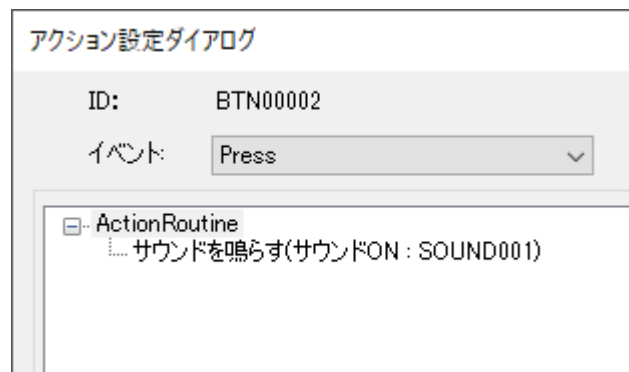 アクション設定ダイアログ
ID: BTN00002
イベント: Press
ActionRoutine
サウンドを鳴らす(サウンドON : SOUND001)